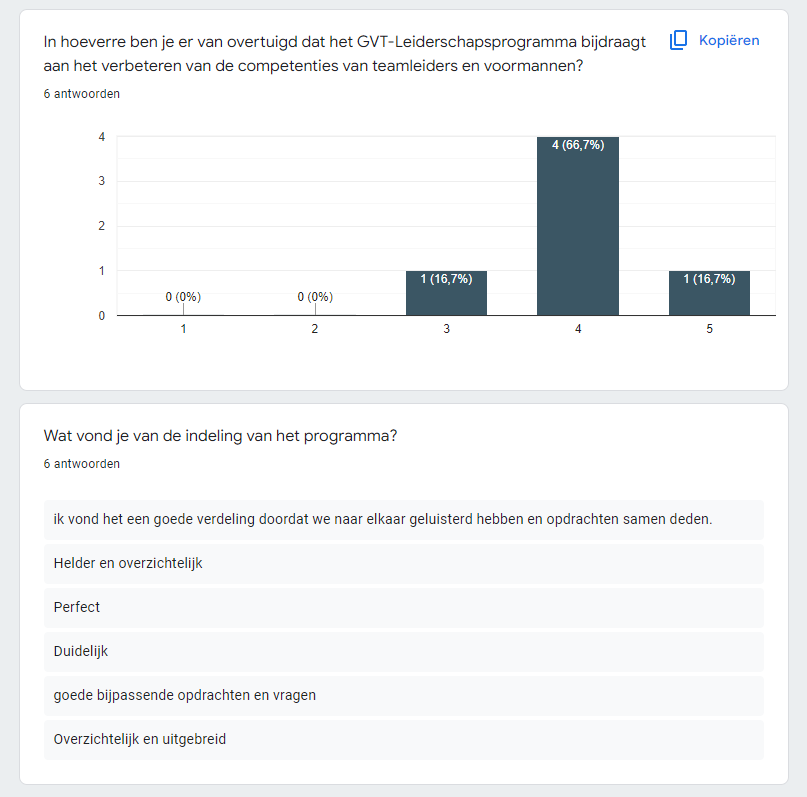 In hoeverre ben je er van overtuigd dat het GVT-Leiderschapsprogramma bijdraagt
aan het verbeteren van de competenties van teamleiders en voormannen?
Kopiëren
6 antwoorden
4
3
2
1
0
0 (0%)
0 (0%)
1 (16,7%)
4 (66,7%)
1 (16,7%)
1
2
3
4
5
Wat vond je van de indeling van het programma?
6 antwoorden
ik vond het een goede verdeling doordat we naar elkaar geluisterd hebben en opdrachten samen deden.
Helder en overzichtelijk
Perfect
Duidelijk
goede bijpassende opdrachten en vragen
Overzichtelijk en uitgebreid